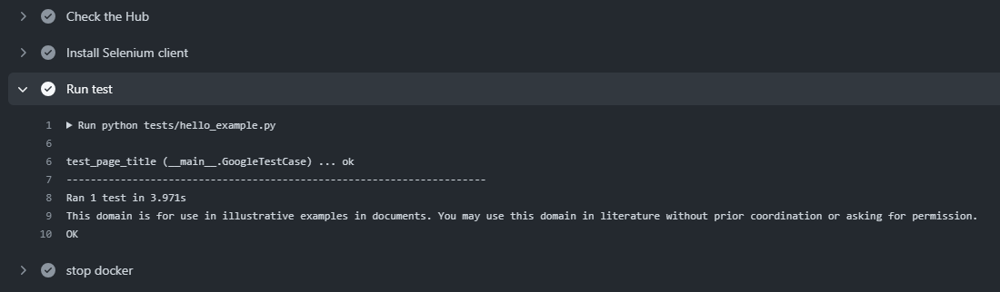 Check the Hub
Install Selenium client
Run test
1 ▶ Run python tests/hello_example.py
6
6 test_page_title (__main__.GoogleTestCase) ... ok
7 ----------------------------------------------------------------------
8 Ran 1 test in 3.971s
9 This domain is for use in illustrative examples in documents. You may use this domain in literature without prior coordination or asking for permission.
10 OK
stop docker